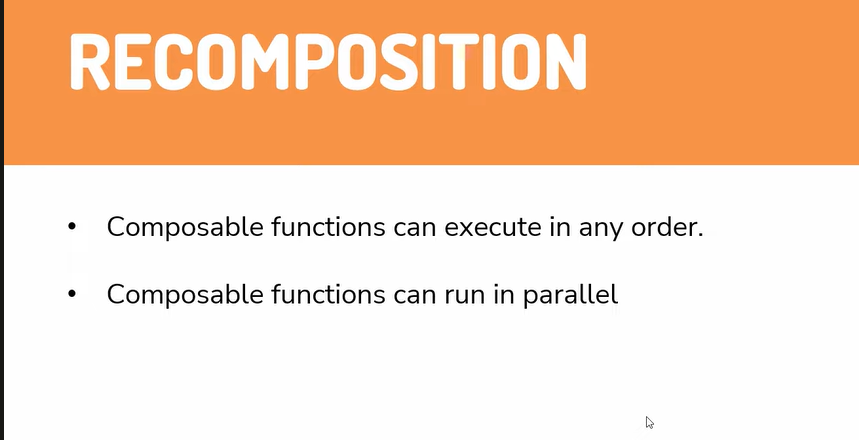 RECOMPOSITION
• Composable functions can execute in any order.
• Composable functions can run in parallel